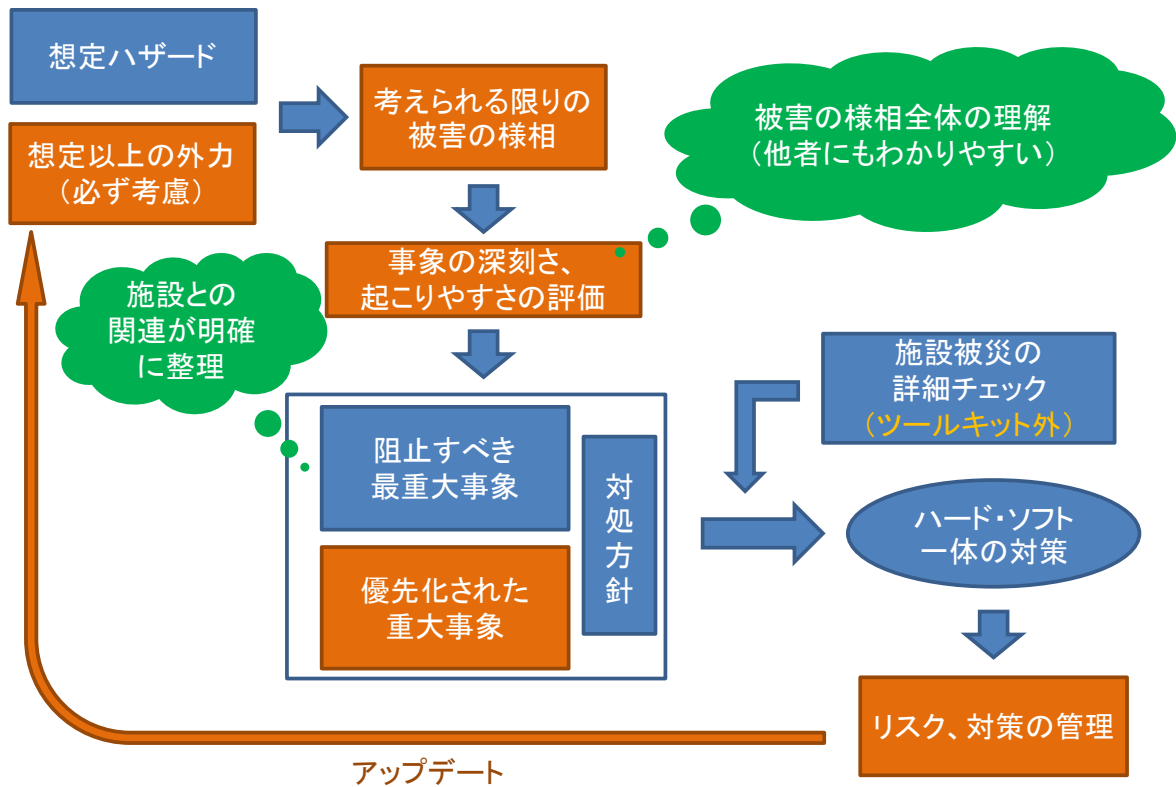 想定ハザード
想定以上の外力
（必ず考慮）
考えられる限りの
被害の様相
被害の様相全体の理解
（他者にもわかりやすい）
事象の深刻さ、
起こりやすさの評価
施設との
関連が明確
に整理
阻止すべき
最重大事象
優先化された
重大事象
対処方針
施設被災の
詳細チェック
（ツールキット外）
ハード・ソフト
一体の対策
リスク、対策の管理
アップデート